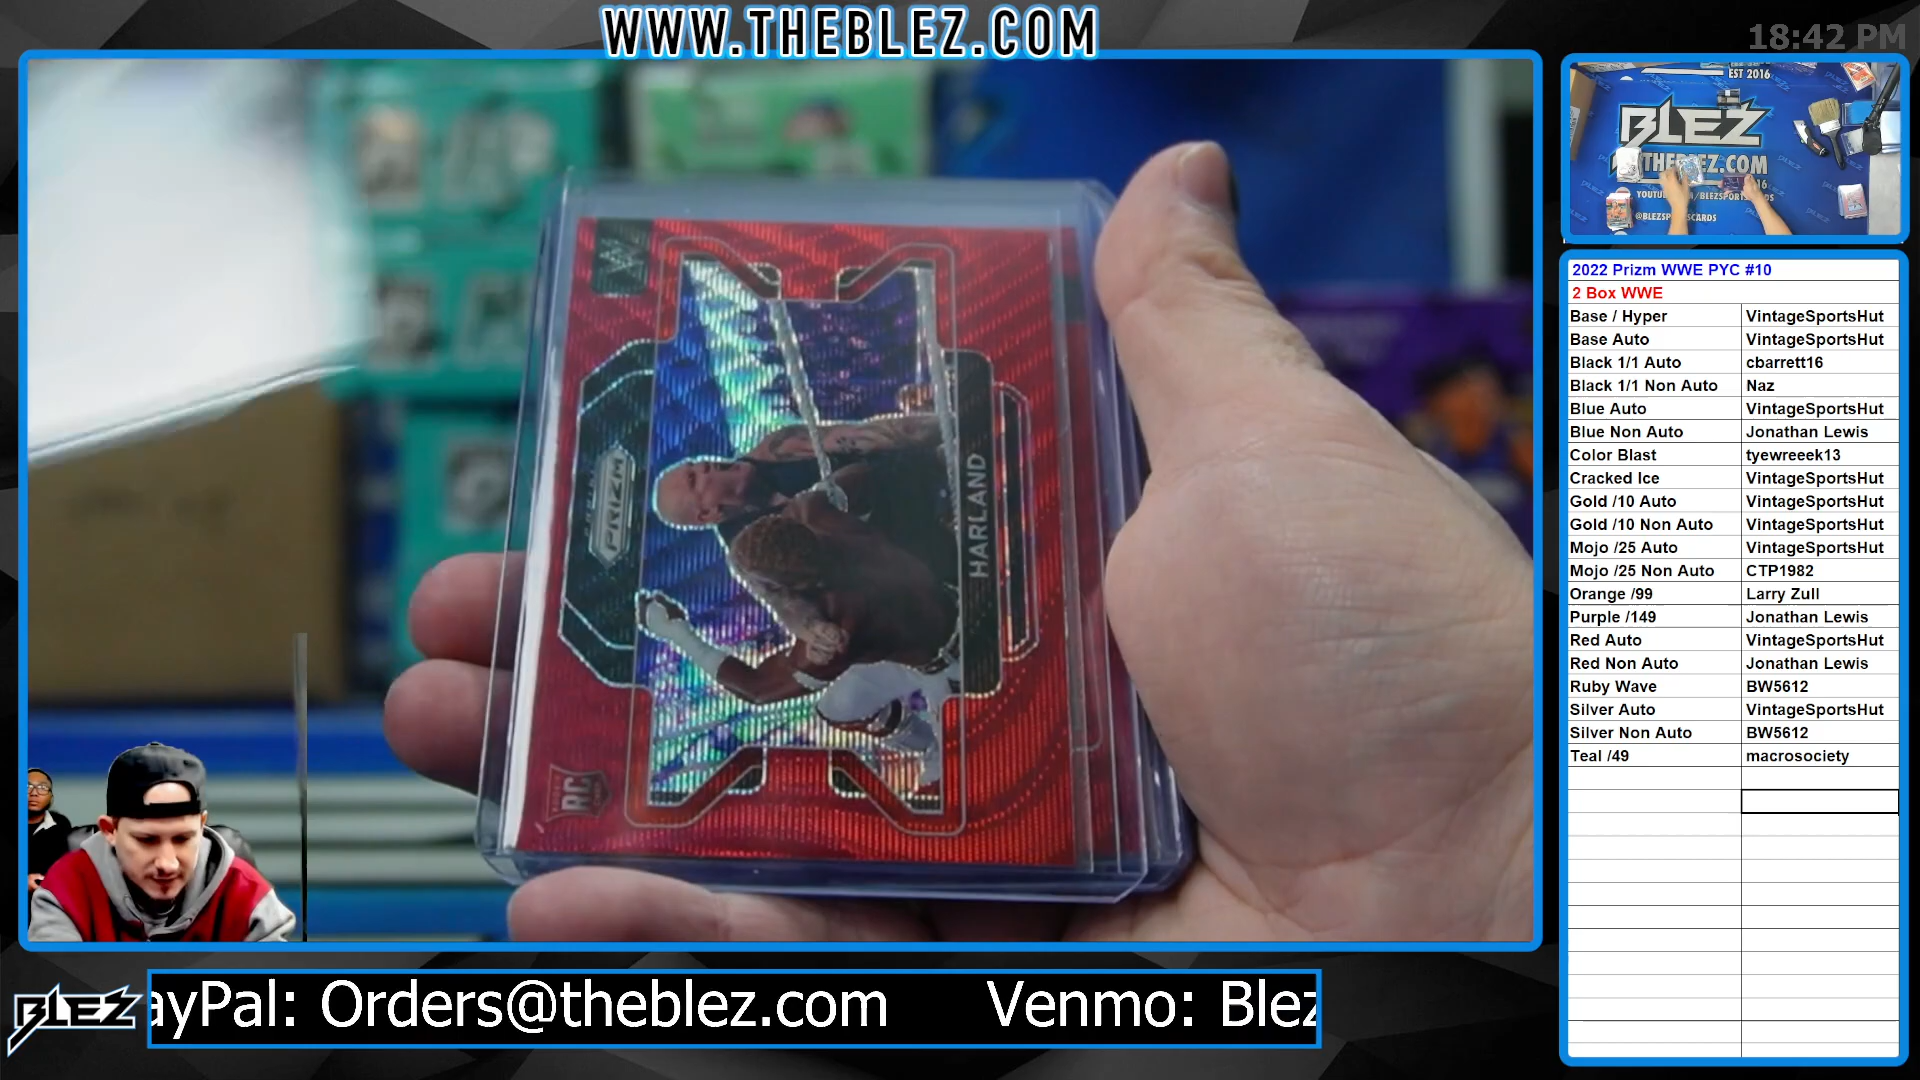 WWW.THEBLEZ.COM
18:42 PM
EST 2016
BLEZ
THEBLEZ.COM
@BLEZSPORTSCARDS
PRIZM
HARLAND
RC
2022 Prizm WWE PYC #10
2 Box WWE
Base / Hyper VintageSportsHut
Base Auto VintageSportsHut
Black 1/1 Auto cbarrett16
Black 1/1 Non Auto Naz
Blue Auto VintageSportsHut
Blue Non Auto Jonathan Lewis
Color Blast tyewreeek13
Cracked Ice VintageSportsHut
Gold /10 Auto VintageSportsHut
Gold /10 Non Auto VintageSportsHut
Mojo /25 Auto VintageSportsHut
Mojo /25 Non Auto CTP1982
Orange /99 Larry Zull
Purple /149 Jonathan Lewis
Red Auto VintageSportsHut
Red Non Auto Jonathan Lewis
Ruby Wave BW5612
Silver Auto VintageSportsHut
Silver Non Auto BW5612
Teal /49 macrosociety
BLEZ
ayPal: Orders@theblez.com Venmo: Blez